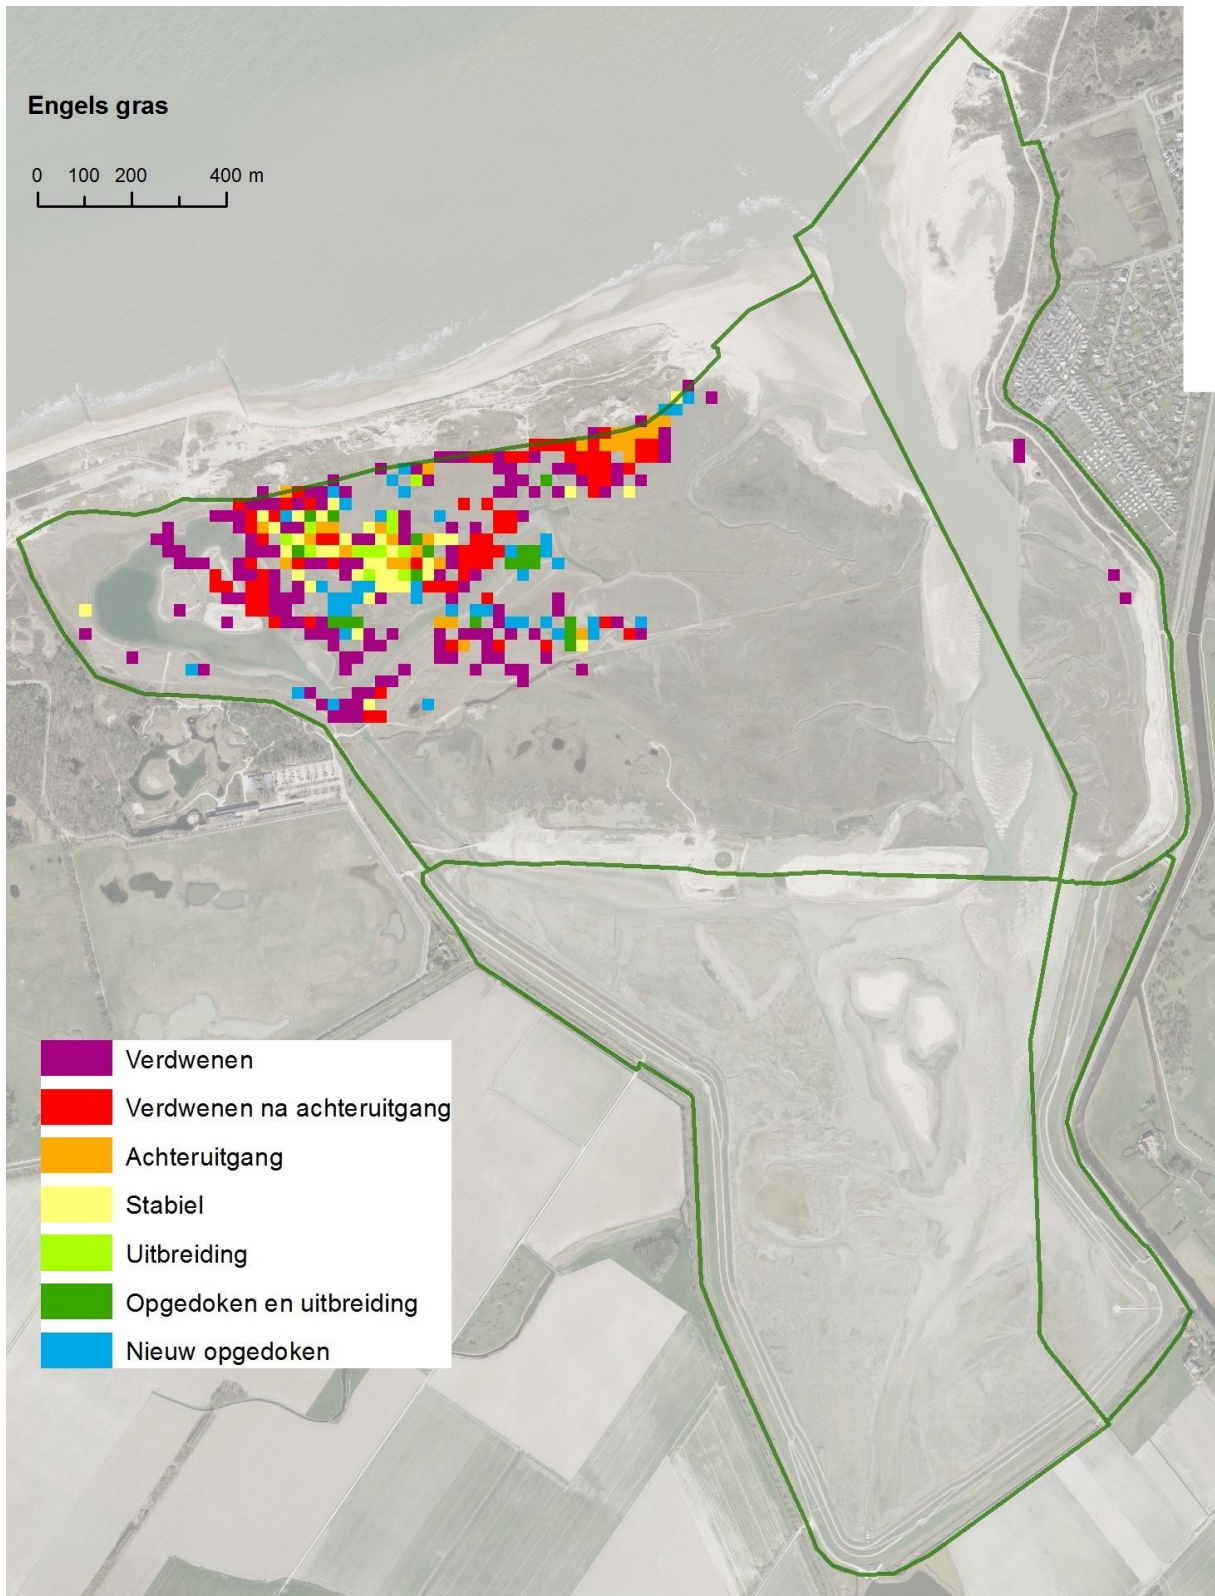 Engels gras
0 100 200 400 m
Verdwenen
Verdwenen na achteruitgang
Achteruitgang
Stabiel
Uitbreiding
Opgedoken en uitbreiding
Nieuw opgedoken